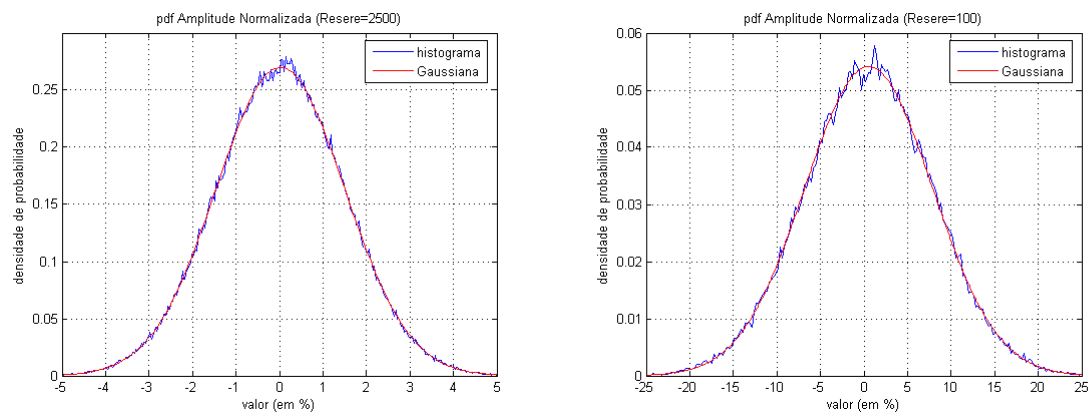 pdf Amplitude Normalizada (Resere=2500)
histograma
Gaussiana
densidade de probabilidade
0.25
0.2
0.15
0.1
0.05
0
-5 -4 -3 -2 -1 0 1 2 3 4 5
valor (em %)
pdf Amplitude Normalizada (Resere=100)
histograma
Gaussiana
densidade de probabilidade
0.06
0.05
0.04
0.03
0.02
0.01
0
-25 -20 -15 -10 -5 0 5 10 15 20 25
valor (em %)